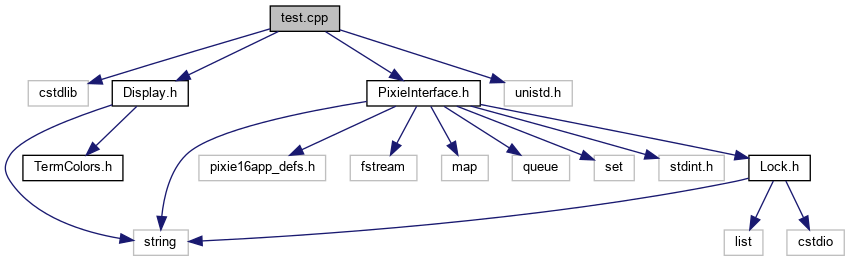 test.cpp
cstdlib
Display.h
PixieInterface.h
unistd.h
TermColors.h
pixie16app_defs.h
fstream
map
queue
set
stdint.h
Lock.h
string
list
cstdio